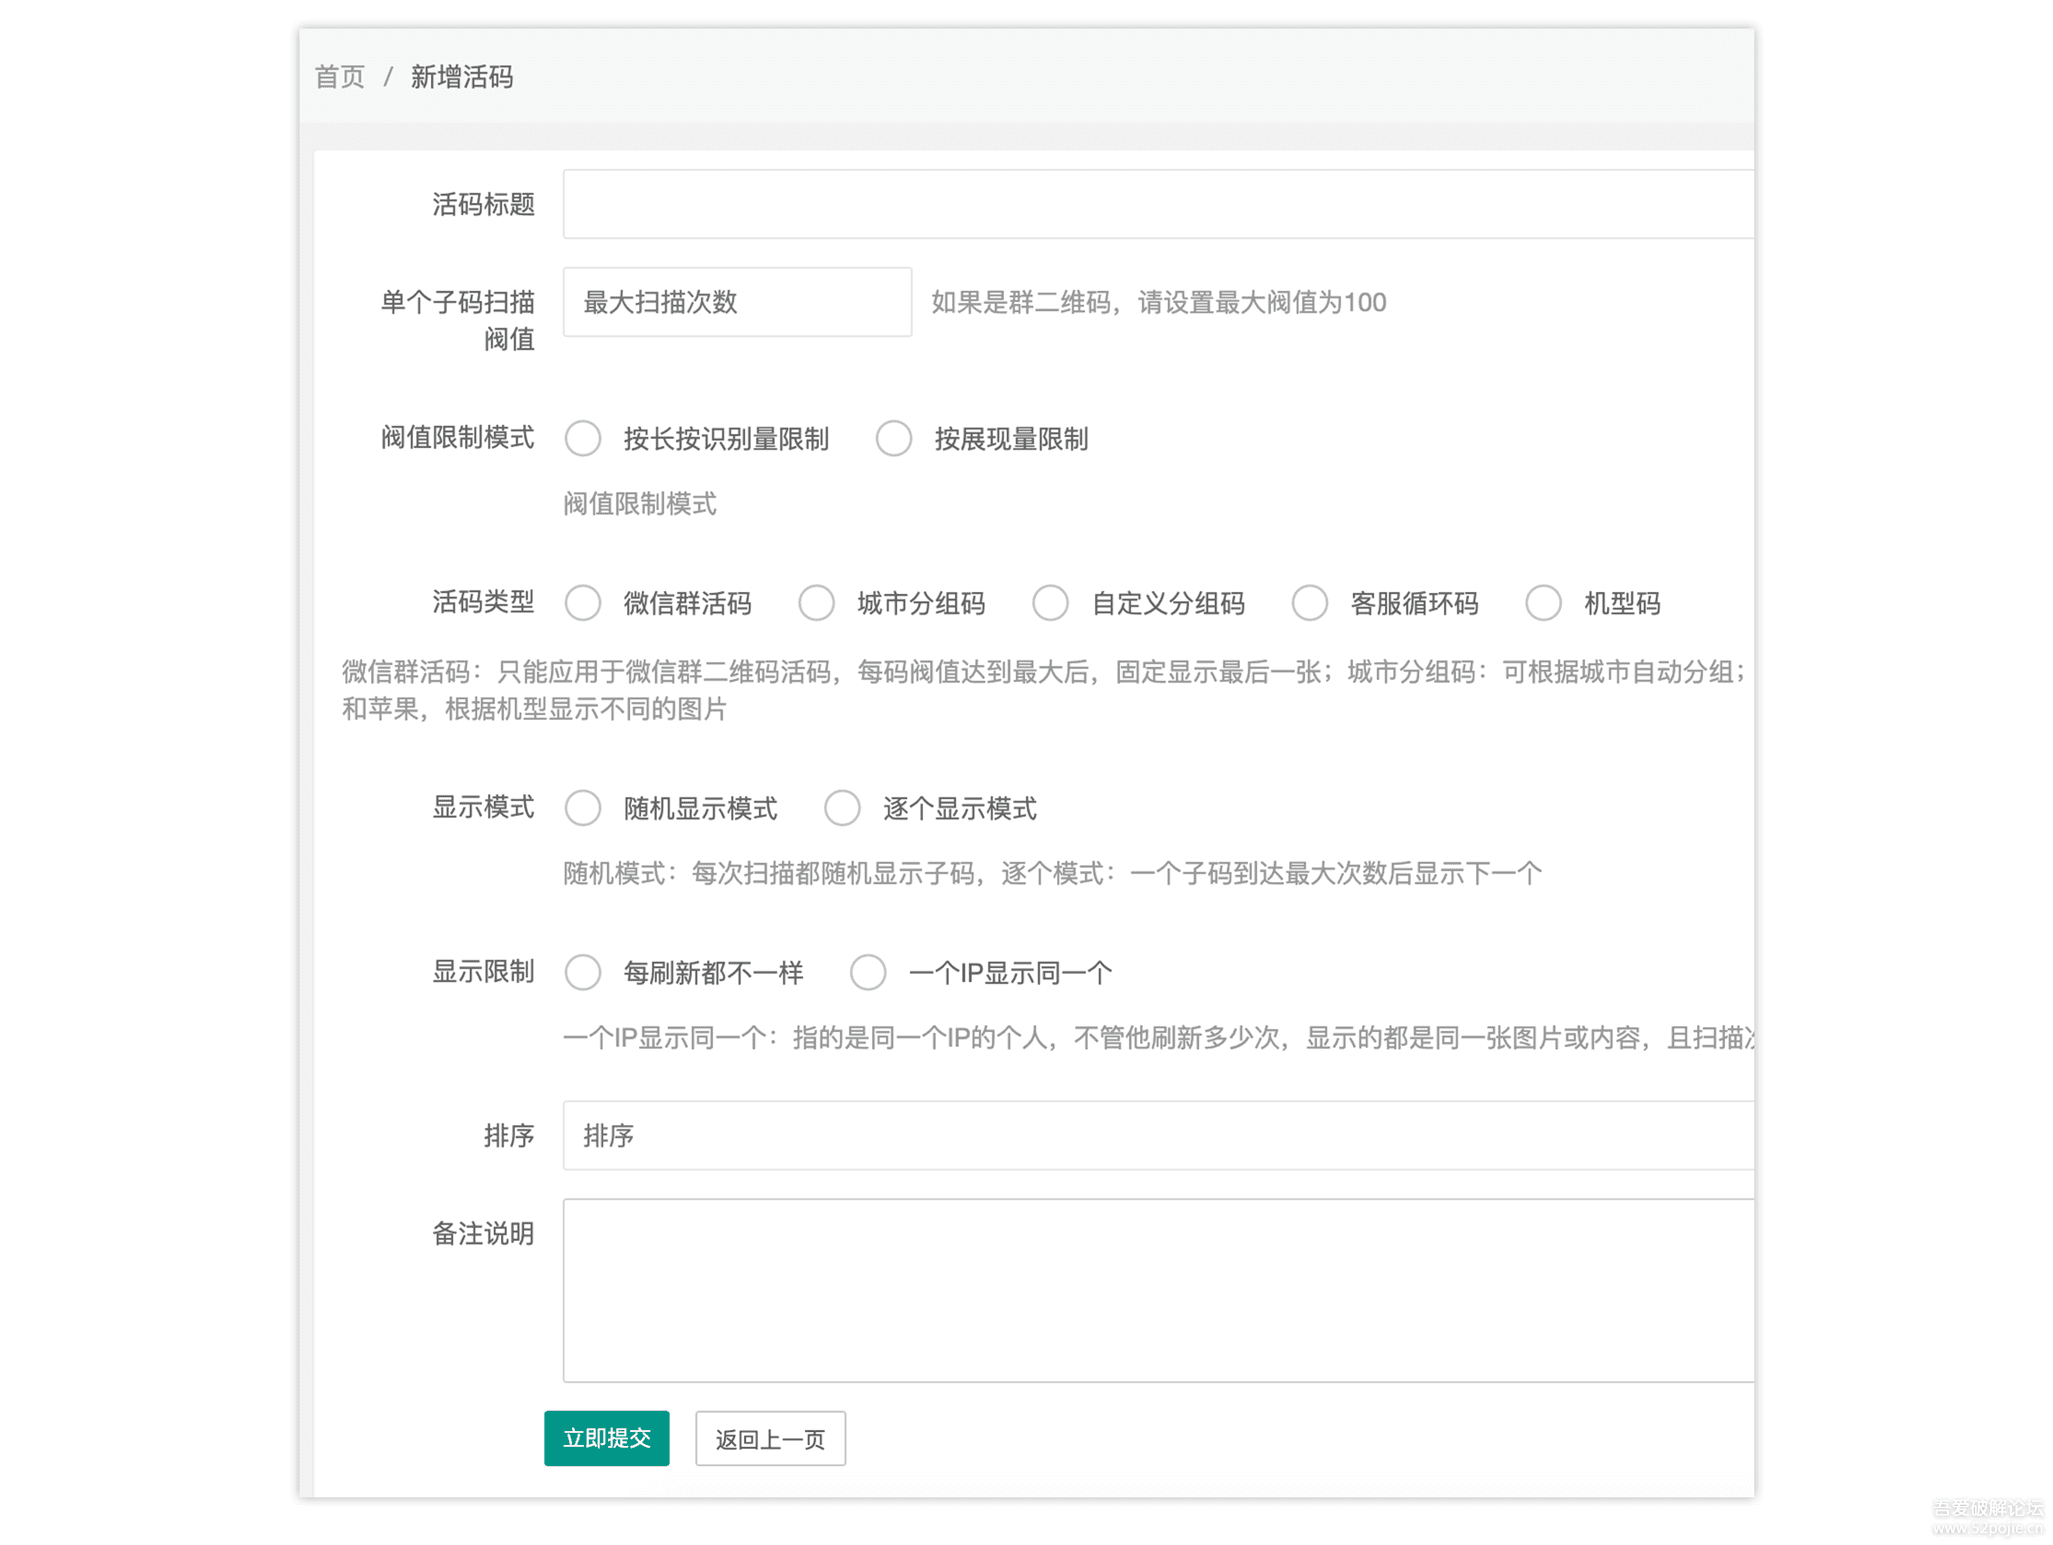 首页 / 新增活码
活码标题
单个子码扫描 最大扫描次数 如果是群二维码，请设置最大阀值为100
阀值
阀值限制模式 按长按识别量限制 按展现量限制
阀值限制模式
活码类型 微信群活码 城市分组码 自定义分组码 客服循环码 机型码
微信群活码：只能应用于微信群二维码活码，每码阀值达到最大后，固定显示最后一张；城市分组码：可根据城市自动分组；
和苹果，根据机型显示不同的图片
显示模式 随机显示模式 逐个显示模式
随机模式：每次扫描都随机显示子码，逐个模式：一个子码到达最大次数后显示下一个
显示限制 每刷新都不一样 一个IP显示同一个
一个IP显示同一个：指的是同一个IP的个人，不管他刷新多少次，显示的都是同一张图片或内容，且扫描
排序 排序
备注说明
立即提交 返回上一页
吾爱破解论坛
www.52pojie.cn